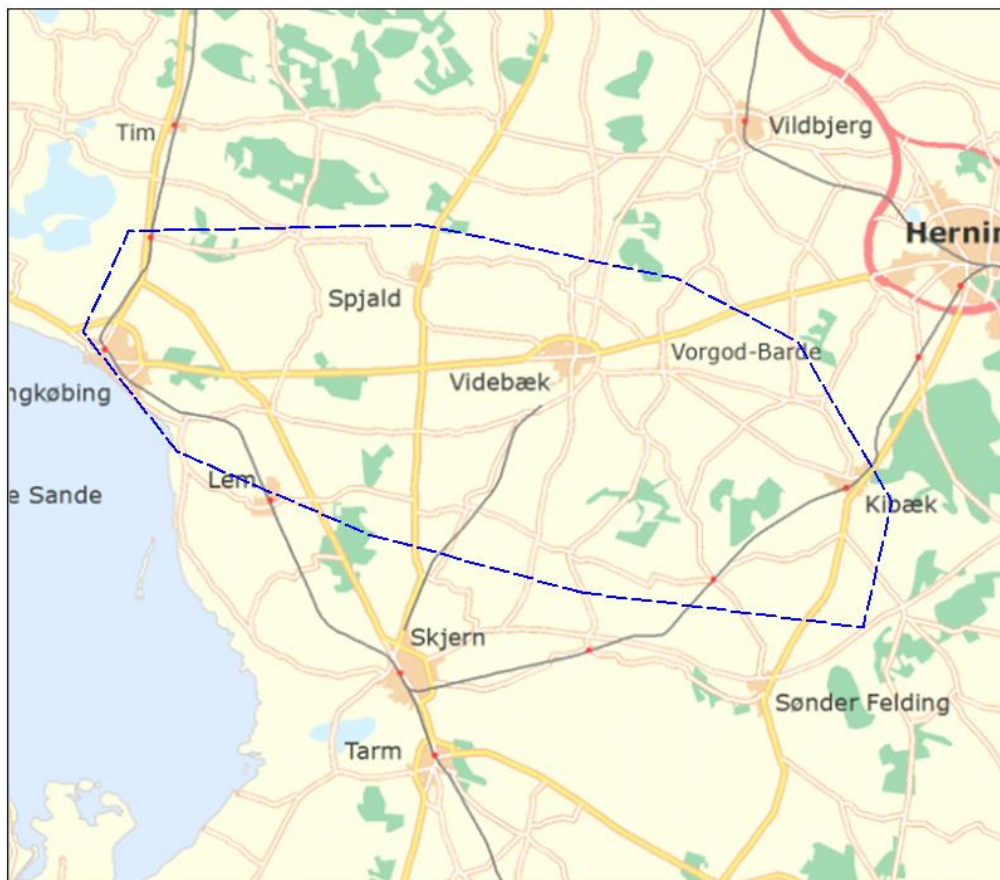 Tim
Vildbjerg
Hernin
Spjald
Vorgod-Barde
Videbæk
ngkøbing
Lem
e Sande
Kibæk
Skjern
Sønder Felding
Tarm